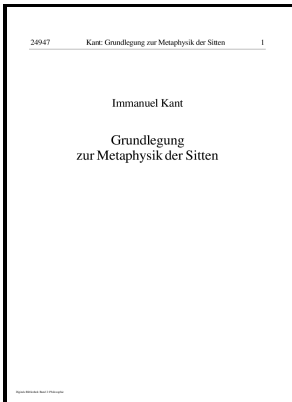 24947 Kant: Grundlegung zur Metaphysik der Sitten 1
Immanuel Kant
Grundlegung
zur Metaphysik der Sitten
Digitale Bibliothek Band 2: Philosophie